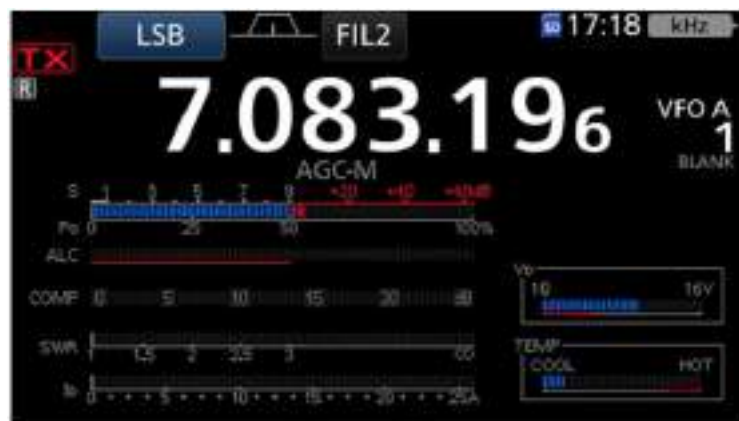 LSB FIL2 17:18 kHz
TX
R
7.083.196 VFO A
1
AGC-M BLANK
S 1 3 5 7 9 +20 +40 +60dB
Po 0 25 50 100%
ALC
COMP 0 5 10 15 20 dB
SWR 1 1.5 2 2.5 3 ∞
Id 0 5 10 15 20 25A
Vd
10 16V
TEMP
COOL HOT